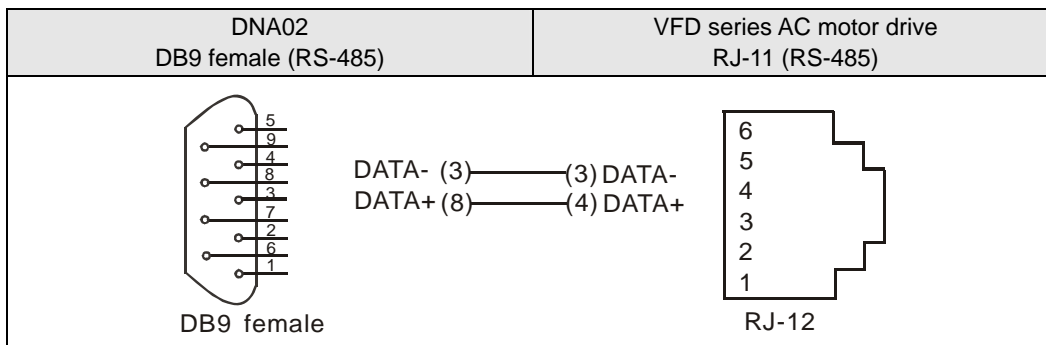 DNA02
DB9 female (RS-485)
VFD series AC motor drive
RJ-11 (RS-485)
5
9
4
8
3
7
2
6
1
DATA- (3) (3) DATA-
DATA+ (8) (4) DATA+
6
5
4
3
2
1
DB9 female
RJ-12